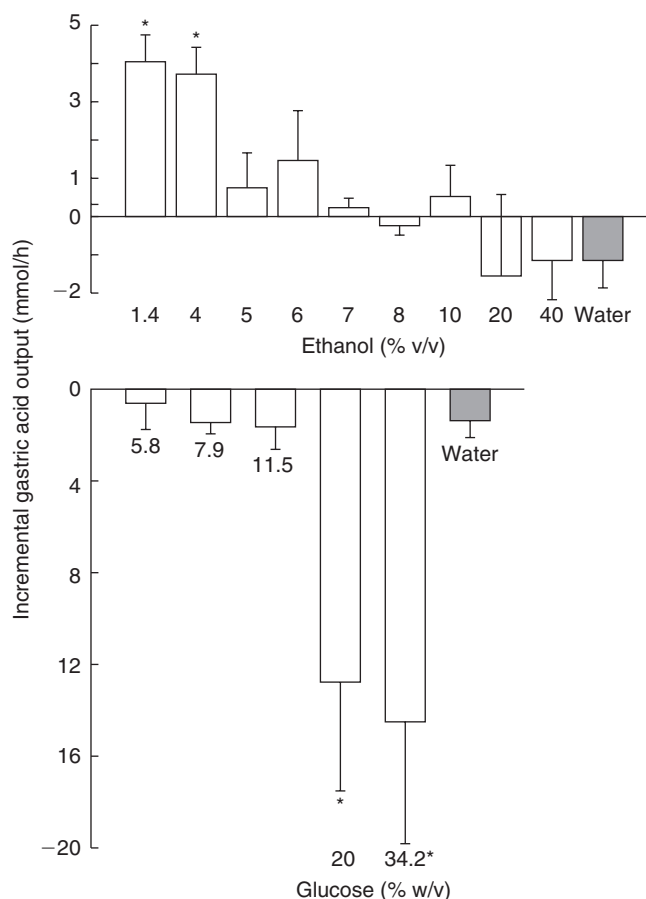 Incremental gastric acid output (mmol/h)
5
* *
3
1
0
−2
1.4 4 5 6 7 8 10 20 40 Water
Ethanol (% v/v)
0
5.8 7.9 11.5 Water
4
8
12
16
*
−20
20 34.2*
Glucose (% w/v)